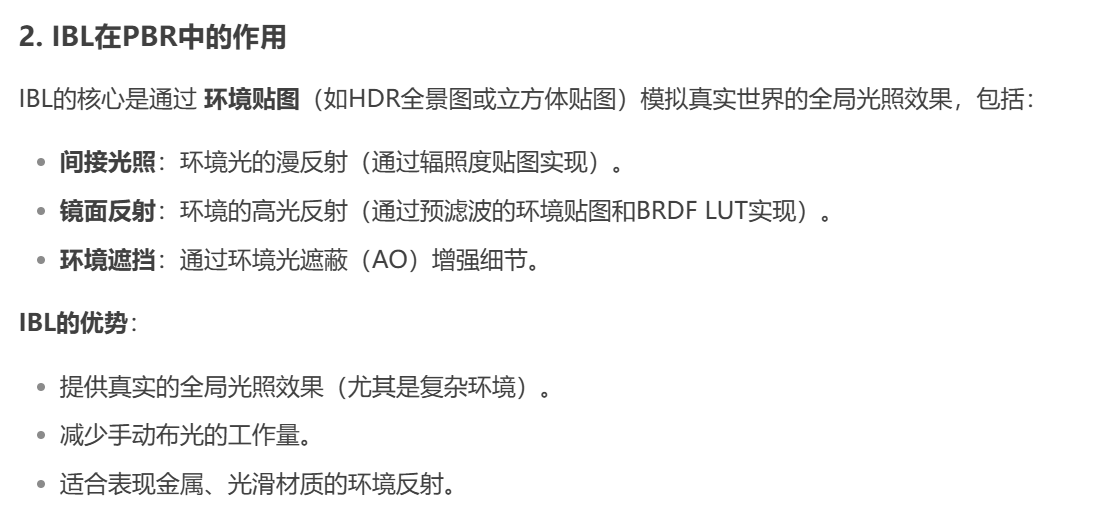 2. IBL在PBR中的作用
IBL的核心是通过 环境贴图（如HDR全景图或立方体贴图）模拟真实世界的全局光照效果，包括：
• 间接光照：环境光的漫反射（通过辐照度贴图实现）。
• 镜面反射：环境的高光反射（通过预滤波的环境贴图和BRDF LUT实现）。
• 环境遮挡：通过环境光遮蔽（AO）增强细节。
IBL的优势：
• 提供真实的全局光照效果（尤其是复杂环境）。
• 减少手动布光的工作量。
• 适合表现金属、光滑材质的环境反射。